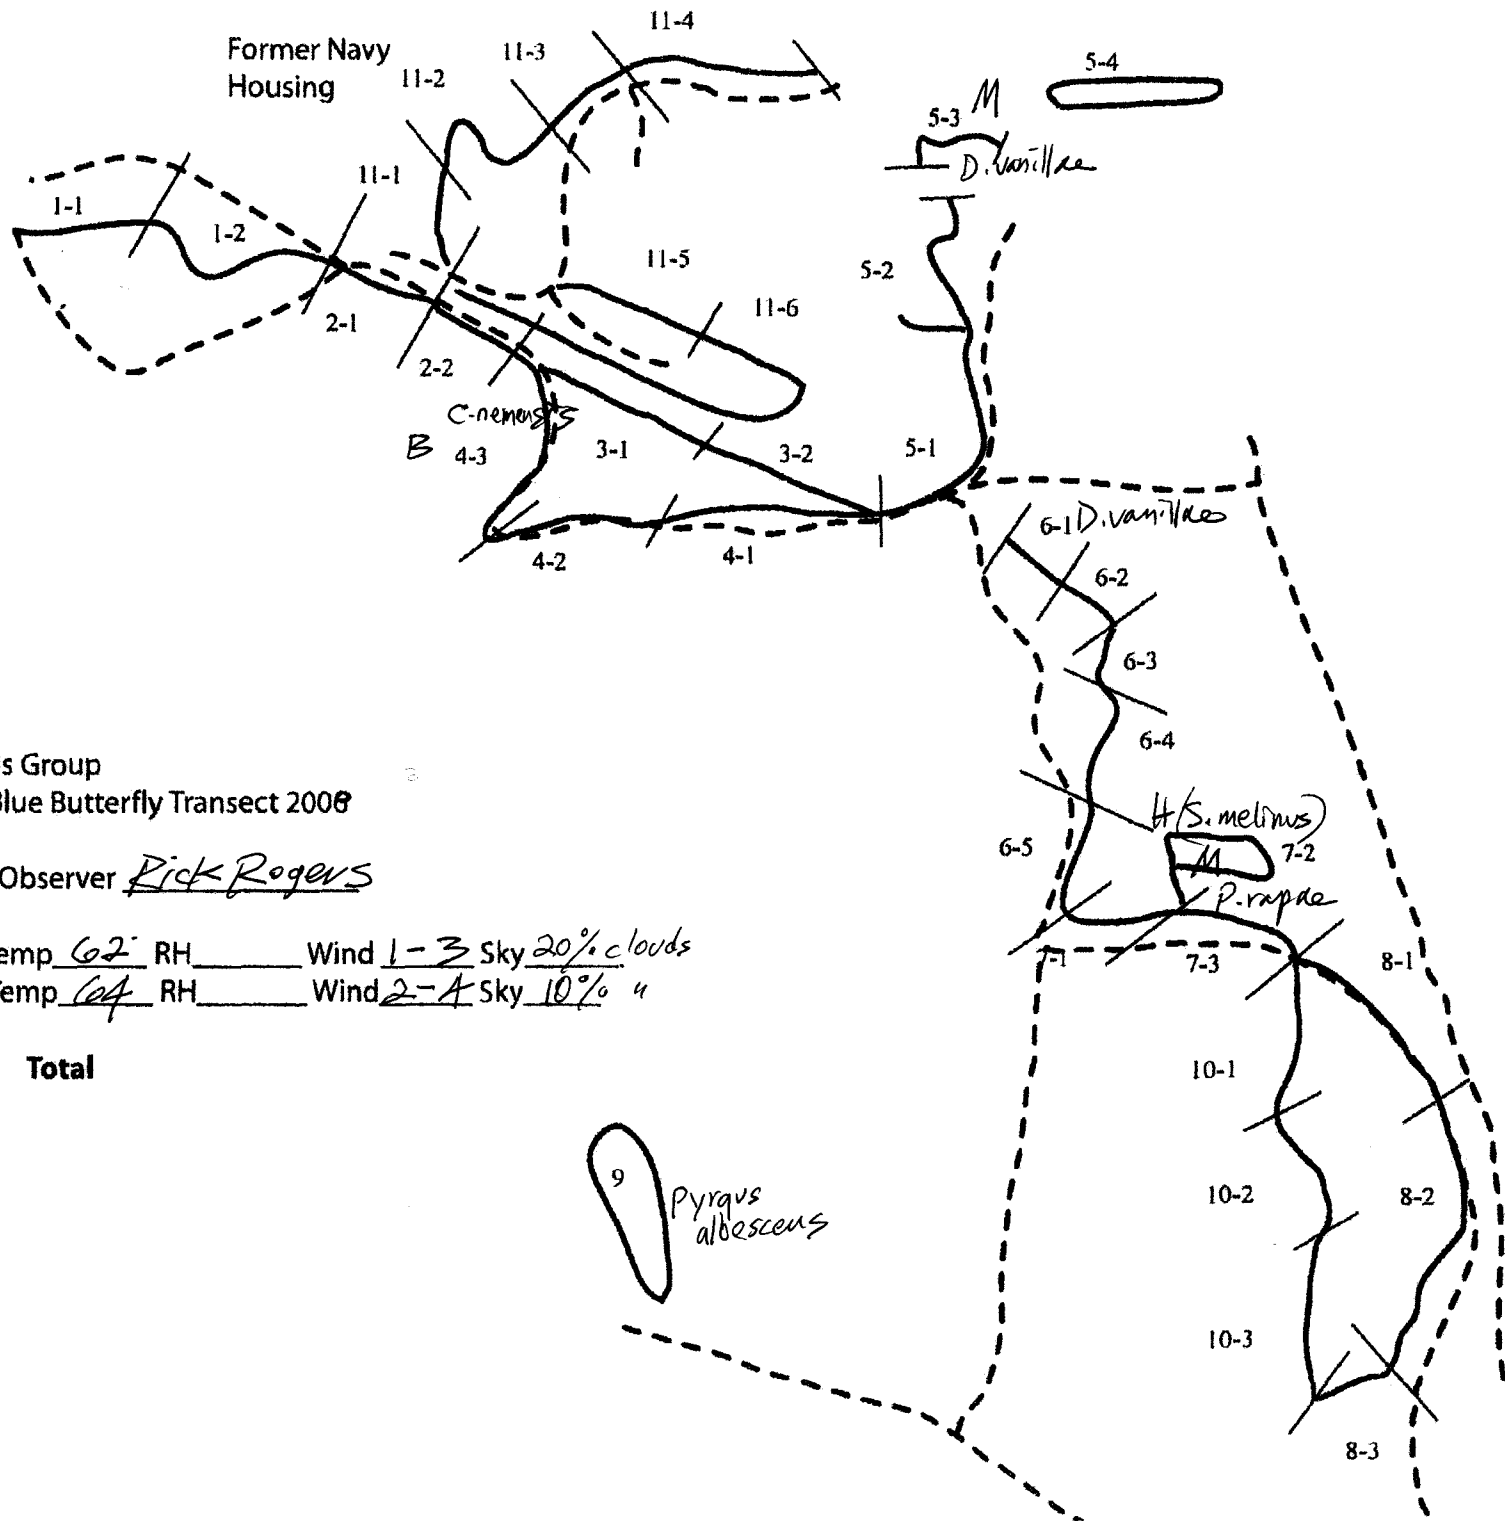 11-4
Former Navy
Housing
11-3
11-2
5-4
M
5-3
D. vanillae
11-1
1-1
1-2
11-5
5-2
11-6
2-1
2-2
C-nemensis
B
4-3
3-1
3-2
5-1
6-1 D. vanillae
4-2
4-1
6-2
6-3
6-4
s Group
Blue Butterfly Transect 2008
H (S. melinus)
6-5
M
7-2
Observer Rick Rogers
P. rapae
emp 62° RH Wind 1-3 Sky 20% clouds
Temp 64 RH Wind 2-4 Sky 10% "
7-1
7-3
8-1
Total
10-1
9
Pyrgus
albescens
10-2
8-2
10-3
8-3